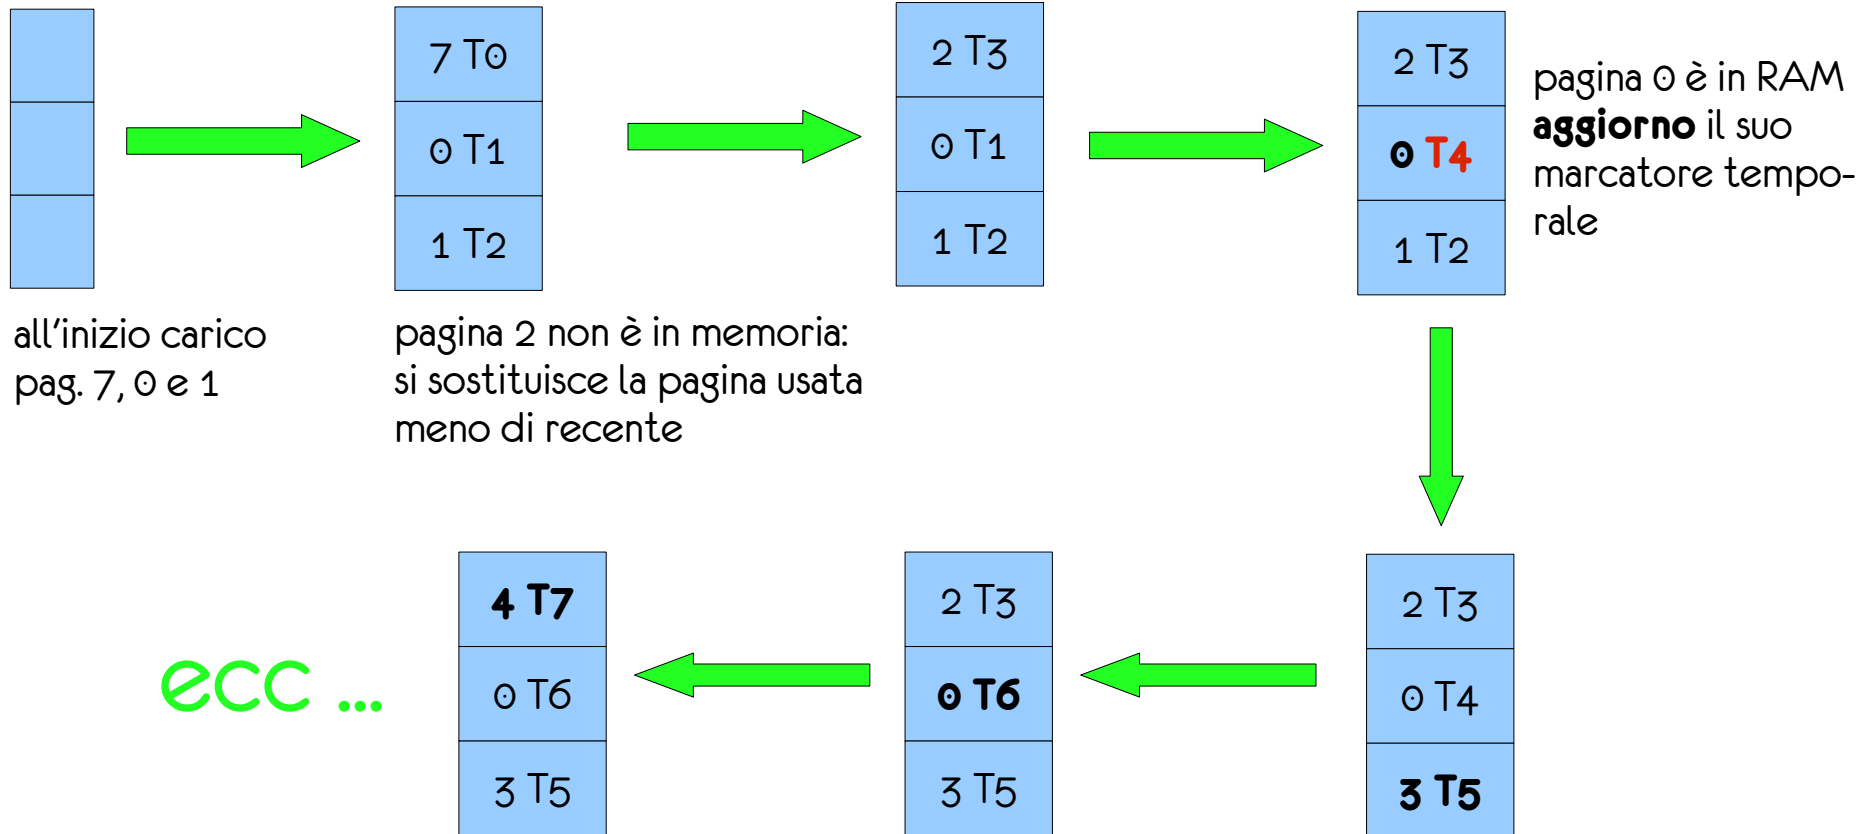 7 T0
0 T1
1 T2
2 T3
0 T1
1 T2
2 T3
0 T4
1 T2
pagina 0 è in RAM
aggiorno il suo
marcatore tempo-
rale
all'inizio carico
pag. 7, 0 e 1
pagina 2 non è in memoria:
si sostituisce la pagina usata
meno di recente
2 T3
0 T4
3 T5
2 T3
0 T6
3 T5
4 T7
0 T6
3 T5
ecc ...